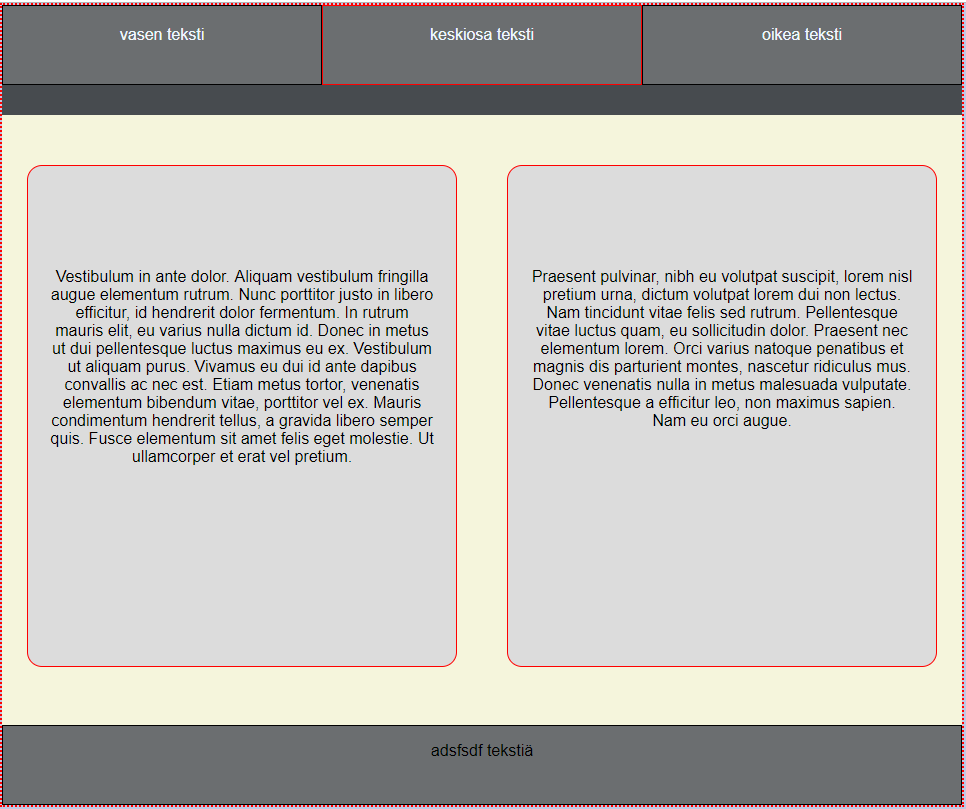 vasen teksti
keskiosa teksti
oikea teksti
Vestibulum in ante dolor. Aliquam vestibulum fringilla
augue elementum rutrum. Nunc porttitor justo in libero
efficitur, id hendrerit dolor fermentum. In rutrum
mauris elit, eu varius nulla dictum id. Donec in metus
ut dui pellentesque luctus maximus eu ex. Vestibulum
ut aliquam purus. Vivamus eu dui id ante dapibus
convallis ac nec est. Etiam metus tortor, venenatis
elementum bibendum vitae, porttitor vel ex. Mauris
condimentum hendrerit tellus, a gravida libero semper
quis. Fusce elementum sit amet felis eget molestie. Ut
ullamcorper et erat vel pretium.
Praesent pulvinar, nibh eu volutpat suscipit, lorem nisl
pretium urna, dictum volutpat lorem dui non lectus.
Nam tincidunt vitae felis sed rutrum. Pellentesque
vitae luctus quam, eu sollicitudin dolor. Praesent nec
elementum lorem. Orci varius natoque penatibus et
magnis dis parturient montes, nascetur ridiculus mus.
Donec venenatis nulla in metus malesuada vulputate.
Pellentesque a efficitur leo, non maximus sapien.
Nam eu orci augue.
adsfsdf tekstiä